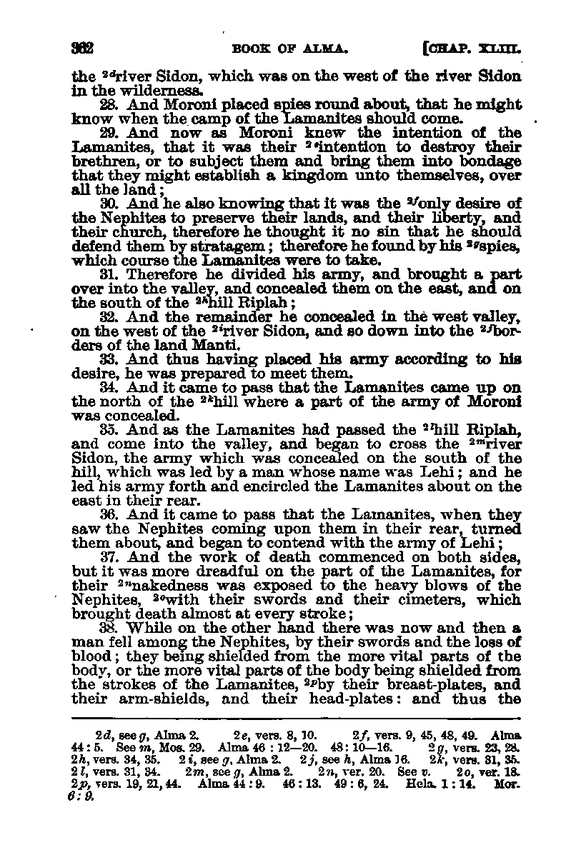 362 BOOK OF ALMA. [CHAP. XLIII.
the 2driver Sidon, which was on the west of the river Sidon
in the wilderness.
28. And Moroni placed spies round about, that he might
know when the camp of the Lamanites should come.
29. And now as Moroni knew the intention of the
Lamanites, that it was their 2eintention to destroy their
brethren, or to subject them and bring them into bondage
that they might establish a kingdom unto themselves, over
all the land;
30. And he also knowing that it was the 2fonly desire of
the Nephites to preserve their lands, and their liberty, and
their church, therefore he thought it no sin that he should
defend them by stratagem; therefore he found by his 2gspies,
which course the Lamanites were to take.
31. Therefore he divided his army, and brought a part
over into the valley, and concealed them on the east, and on
the south of the 2hhill Riplah;
32. And the remainder he concealed in the west valley,
on the west of the 2iriver Sidon, and so down into the 2jbor-
ders of the land Manti.
33. And thus having placed his army according to his
desire, he was prepared to meet them.
34. And it came to pass that the Lamanites came up on
the north of the 2khill where a part of the army of Moroni
was concealed.
35. And as the Lamanites had passed the 2lhill Riplah,
and come into the valley, and began to cross the 2mriver
Sidon, the army which was concealed on the south of the
hill, which was led by a man whose name was Lehi; and he
led his army forth and encircled the Lamanites about on the
east in their rear.
36. And it came to pass that the Lamanites, when they
saw the Nephites coming upon them in their rear, turned
them about, and began to contend with the army of Lehi;
37. And the work of death commenced on both sides,
but it was more dreadful on the part of the Lamanites, for
their 2nnakedness was exposed to the heavy blows of the
Nephites, 2owith their swords and their cimeters, which
brought death almost at every stroke;
38. While on the other hand there was now and then a
man fell among the Nephites, by their swords and the loss of
blood; they being shielded from the more vital parts of the
body, or the more vital parts of the body being shielded from
the strokes of the Lamanites, 2pby their breast-plates, and
their arm-shields, and their head-plates: and thus the
2d, see g, Alma 2. 2e, vers. 8, 10. 2f, vers. 9, 45, 48, 49. Alma
44:5. See m, Mos. 29. Alma 46:12—20. 48:10—16. 2g, vers. 23, 28.
2h, vers. 34, 35. 2i, see g, Alma 2. 2j, see h, Alma 16. 2k, vers. 31, 35.
2l, vers. 31, 34. 2m, see g, Alma 2. 2n, ver. 20. See v. 2o, ver. 18.
2p, vers. 19, 21, 44. Alma 44:9. 46:13. 49:6, 24. Hela. 1:14. Mor.
6:9.